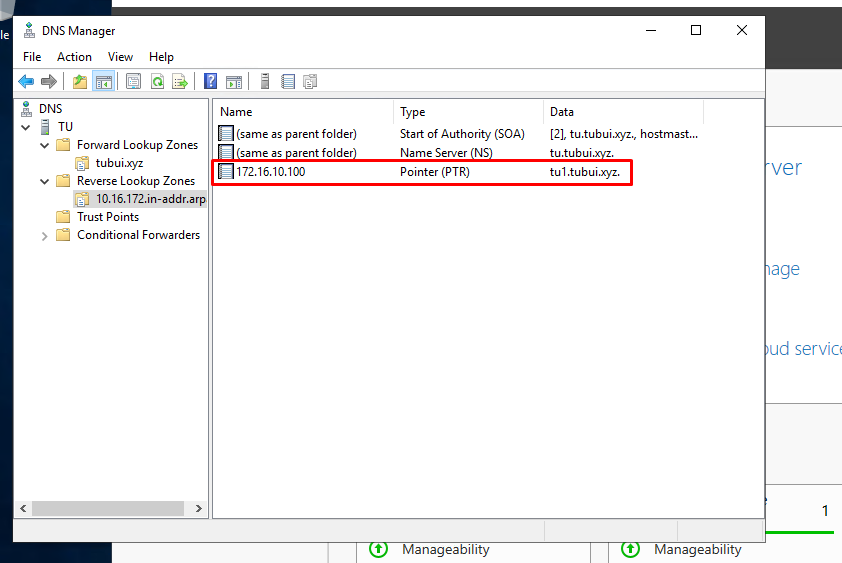 DNS Manager
File Action View Help
DNS
TU
Forward Lookup Zones
tubui.xyz
Reverse Lookup Zones
10.16.172.in-addr.arp
Trust Points
Conditional Forwarders
Name Type Data
(same as parent folder) Start of Authority (SOA) [2], tu.tubui.xyz., hostmast...
(same as parent folder) Name Server (NS) tu.tubui.xyz.
172.16.10.100 Pointer (PTR) tu1.tubui.xyz.
rver
nage
oud service
1
Manageability Manageability